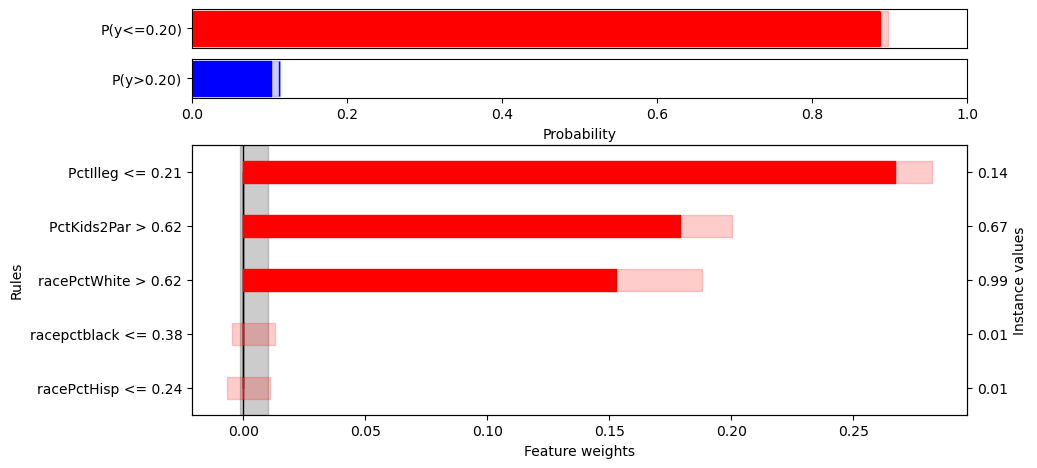 P(y<=0.20)
P(y>0.20)
0.0 0.2 0.4 0.6 0.8 1.0
Probability
PctIlleg <= 0.21 0.14
PctKids2Par > 0.62 0.67
racePctWhite > 0.62 0.99
racepctblack <= 0.38 0.01
racePctHisp <= 0.24 0.01
Rules
Instance values
0.00 0.05 0.10 0.15 0.20 0.25
Feature weights